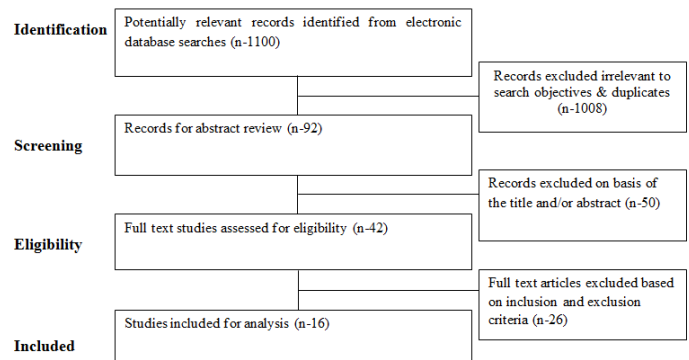 Identification
Potentially relevant records identified from electronic
database searches (n-1100)
Records excluded irrelevant to
search objectives & duplicates
(n-1008)
Screening
Records for abstract review (n-92)
Records excluded on basis of
the title and/or abstract (n-50)
Eligibility
Full text studies assessed for eligibility (n-42)
Full text articles excluded based
on inclusion and exclusion
criteria (n-26)
Included
Studies included for analysis (n-16)